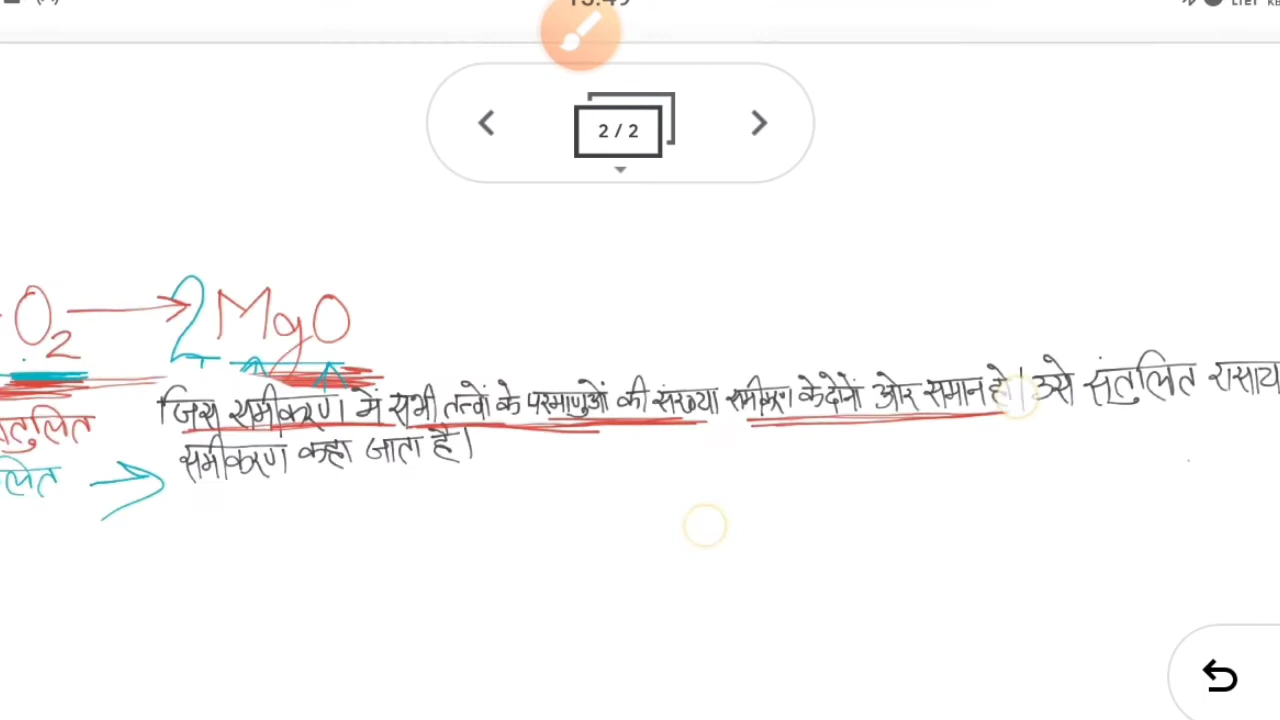 2 / 2
O₂ → 2MgO
जिस समीकरण में सभी तत्वों के परमाणुओं की संख्या समीकरण के दोनों ओर समान हो। उसे संतुलित रासाय
समीकरण कहा जाता है।